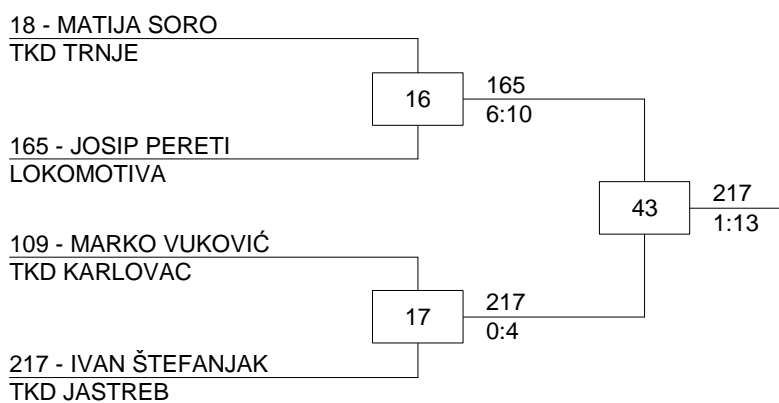 18 - MATIJA SORO
TKD TRNJE
16
165
6:10
165 - JOSIP PERETI
LOKOMOTIVA
43
217
1:13
109 - MARKO VUKOVIĆ
TKD KARLOVAC
17
217
0:4
217 - IVAN ŠTEFANJAK
TKD JASTREB